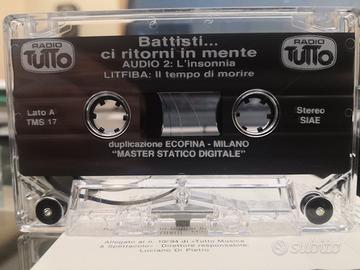 RADIO TUTTO
Battisti...
ci ritorni in mente
AUDIO 2: L'insonnia
LITFIBA: Il tempo di morire
RADIO TUTTO
Lato A
TMS 17
Stereo
SIAE
duplicazione ECOFINA - MILANO
"MASTER STATICO DIGITALE"
Allegato al n. 10/94 di «Tutto Musica
& Spettacolo» - Direttore responsabile:
Luciano Di Pietro
subito